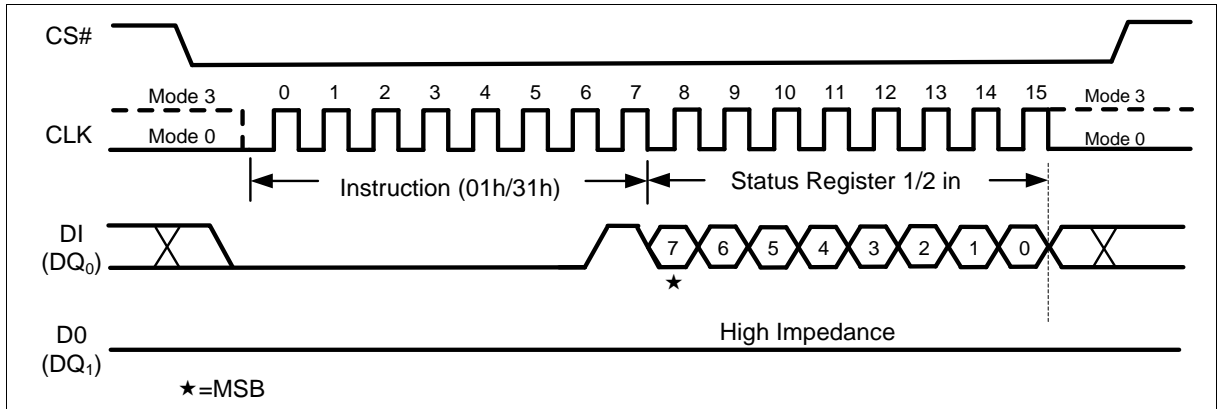 CS#
Mode 3 0 1 2 3 4 5 6 7 8 9 10 11 12 13 14 15 Mode 3
CLK Mode 0 Mode 0
Instruction (01h/31h) Status Register 1/2 in
DI
(DQ0) 7 6 5 4 3 2 1 0
★
High Impedance
D0
(DQ1)
★=MSB